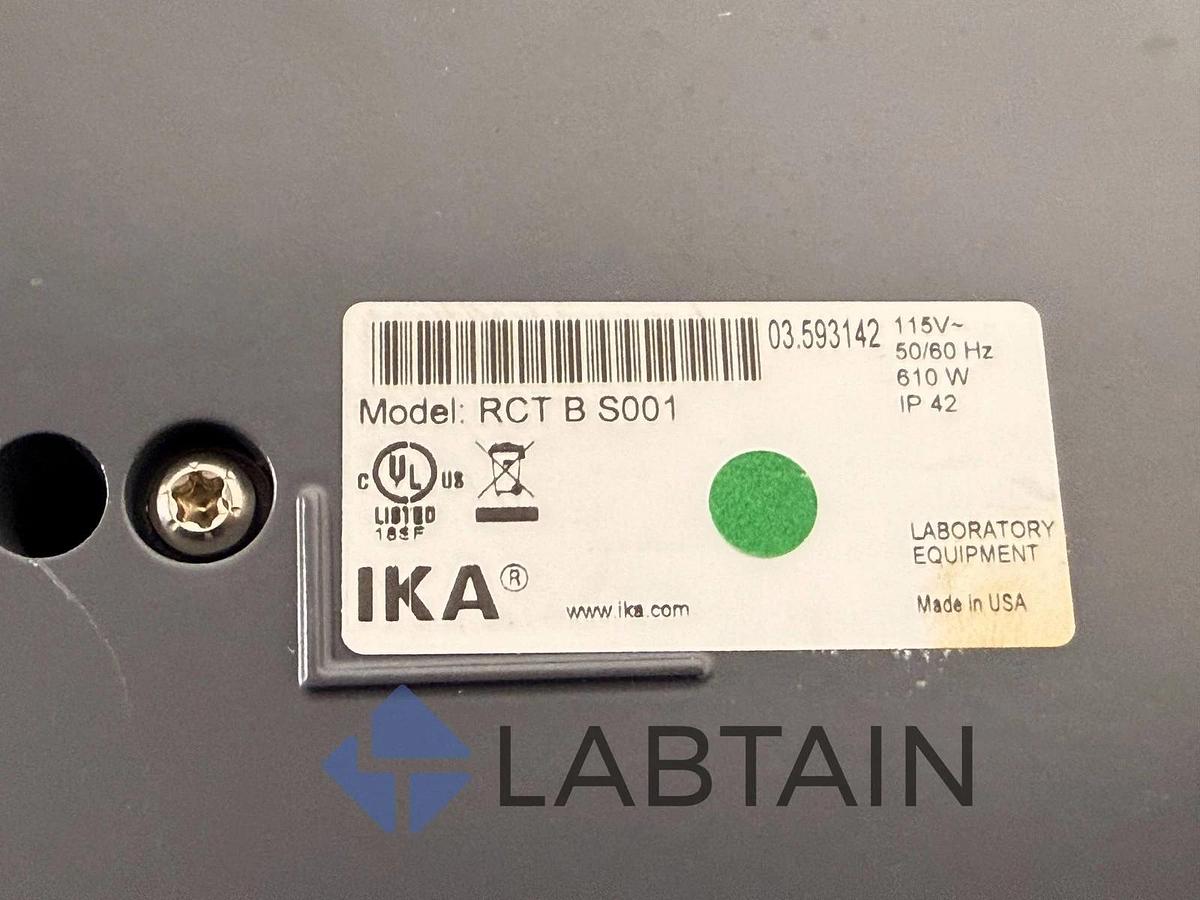 03.593142
115V~
50/60 Hz
610 W
IP 42
Model: RCT B S001
C UL US
LISTED
LABORATORY
EQUIPMENT
IKA®
www.ika.com
Made in USA
LABTAIN